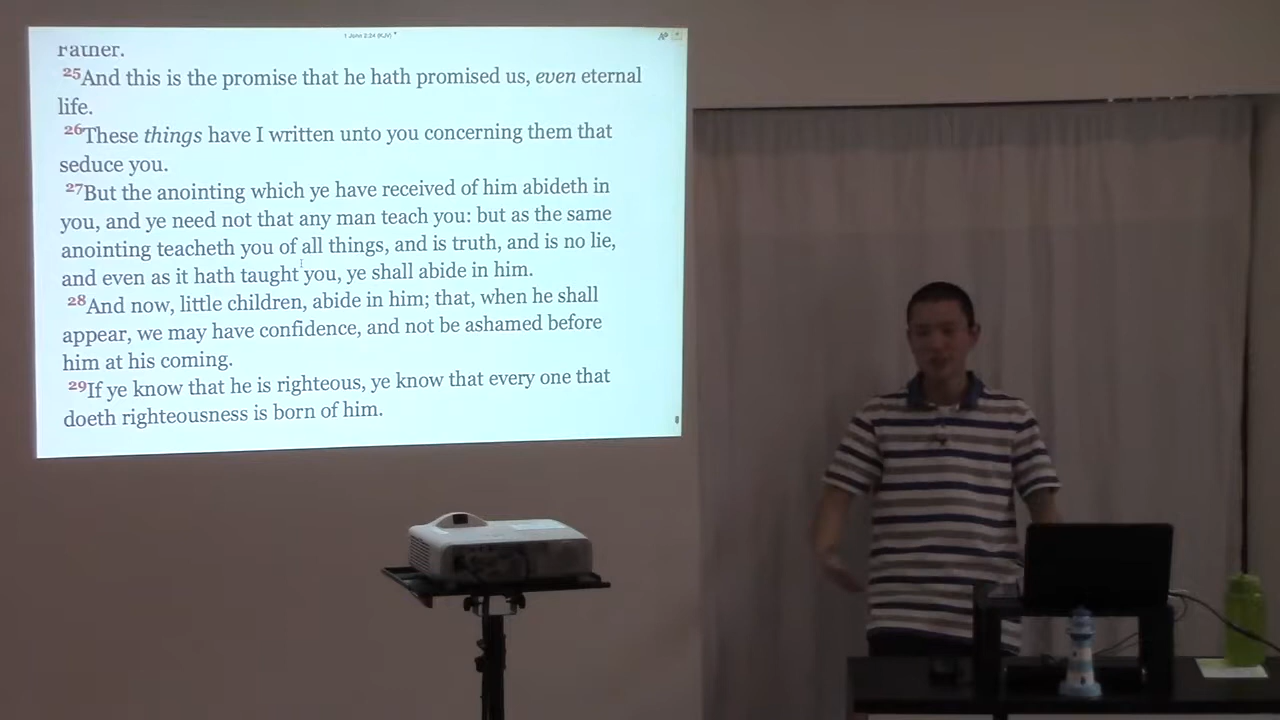 1 John 2:24 (KJV)
Father.
25And this is the promise that he hath promised us, even eternal
life.
26These things have I written unto you concerning them that
seduce you.
27But the anointing which ye have received of him abideth in
you, and ye need not that any man teach you: but as the same
anointing teacheth you of all things, and is truth, and is no lie,
and even as it hath taught you, ye shall abide in him.
28And now, little children, abide in him; that, when he shall
appear, we may have confidence, and not be ashamed before
him at his coming.
29If ye know that he is righteous, ye know that every one that
doeth righteousness is born of him.